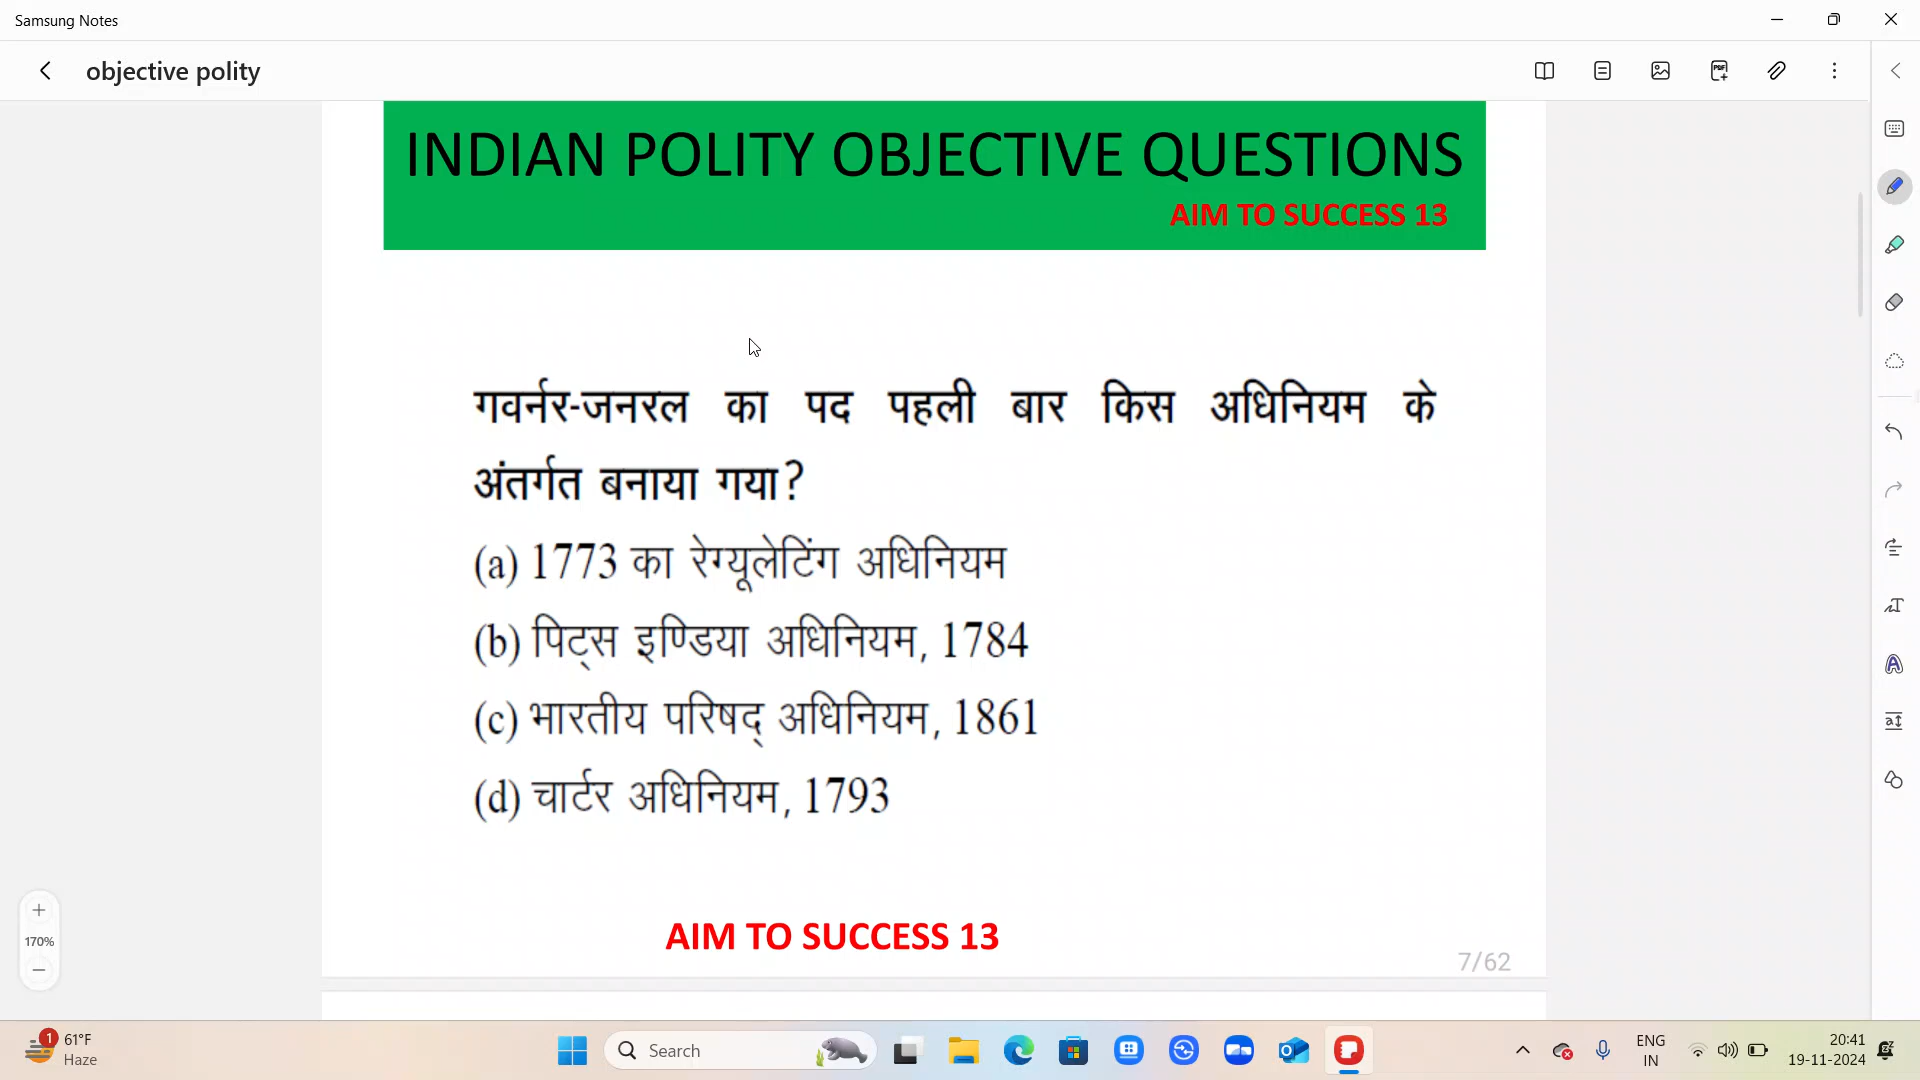 Samsung Notes
objective polity
INDIAN POLITY OBJECTIVE QUESTIONS
AIM TO SUCCESS 13
गवर्नर-जनरल का पद पहली बार किस अधिनियम के
अंतर्गत बनाया गया?
(a) 1773 का रेग्यूलेटिंग अधिनियम
(b) पिट्स इण्डिया अधिनियम, 1784
(c) भारतीय परिषद् अधिनियम, 1861
(d) चार्टर अधिनियम, 1793
AIM TO SUCCESS 13
7/62
170%
1
61°F
Haze
Search
ENG
IN
20:41
19-11-2024